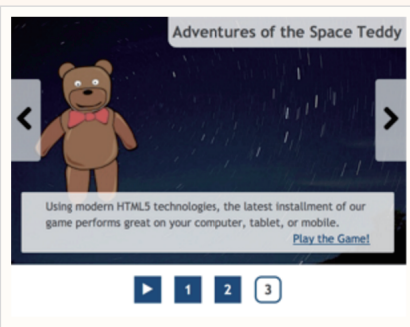 Adventures of the Space Teddy
Using modern HTML5 technologies, the latest installment of our
game performs great on your computer, tablet, or mobile.
Play the Game!
1 2 3